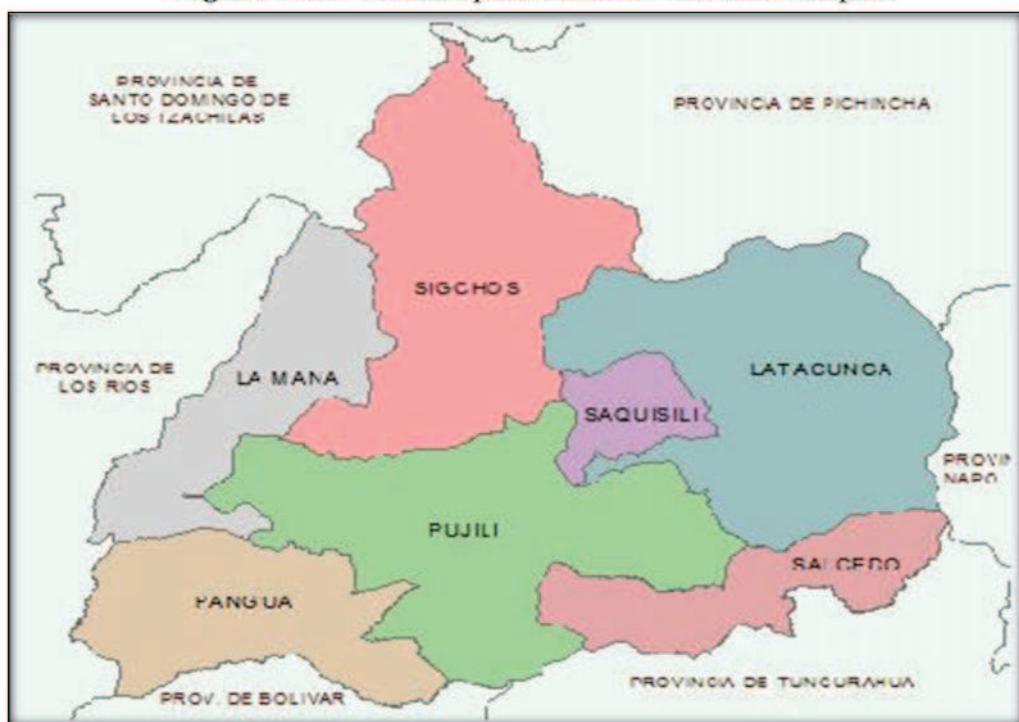 PROVINCIA DE
SANTO DOMINGO DE
LOS TZACHILAS
PROVINCIA DE PICHINCHA
SIGCHOS
PROVINCIA DE
LOS RIOS
LA MANA
LATACUNGA
SAQUISILI
PROVIN
NAPO
PUJILI
SALCEDO
PANGUA
PROV. DE BOLIVAR
PROVINCIA DE TUNGURAHUA